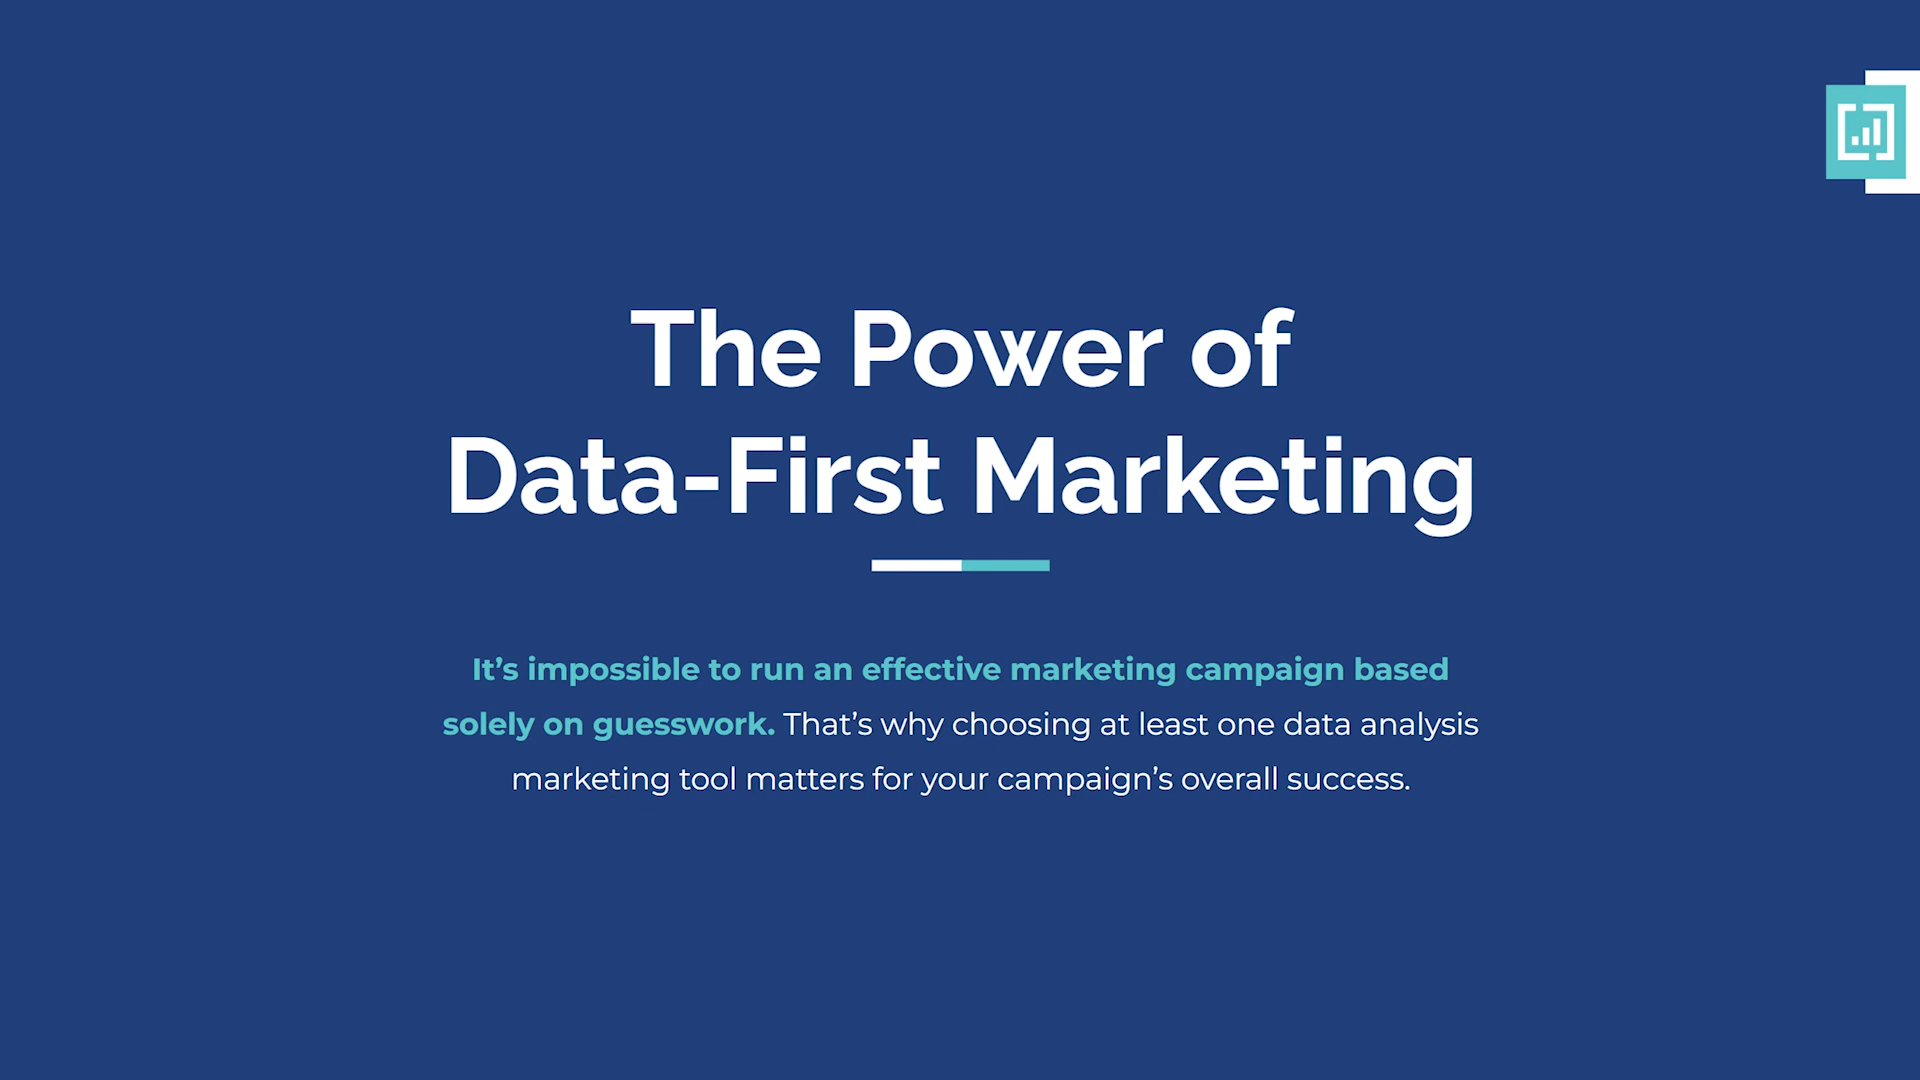 The Power of
Data-First Marketing
It’s impossible to run an effective marketing campaign based
solely on guesswork. That’s why choosing at least one data analysis
marketing tool matters for your campaign’s overall success.